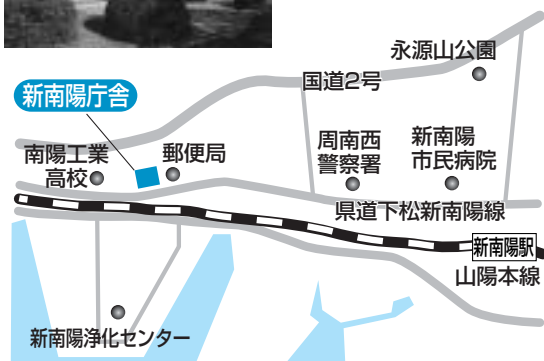 永源山公園
国道2号
新南陽庁舎
南陽工業
高校
郵便局
周南西
警察署
新南陽
市民病院
県道下松新南陽線
新南陽駅
山陽本線
新南陽浄化センター